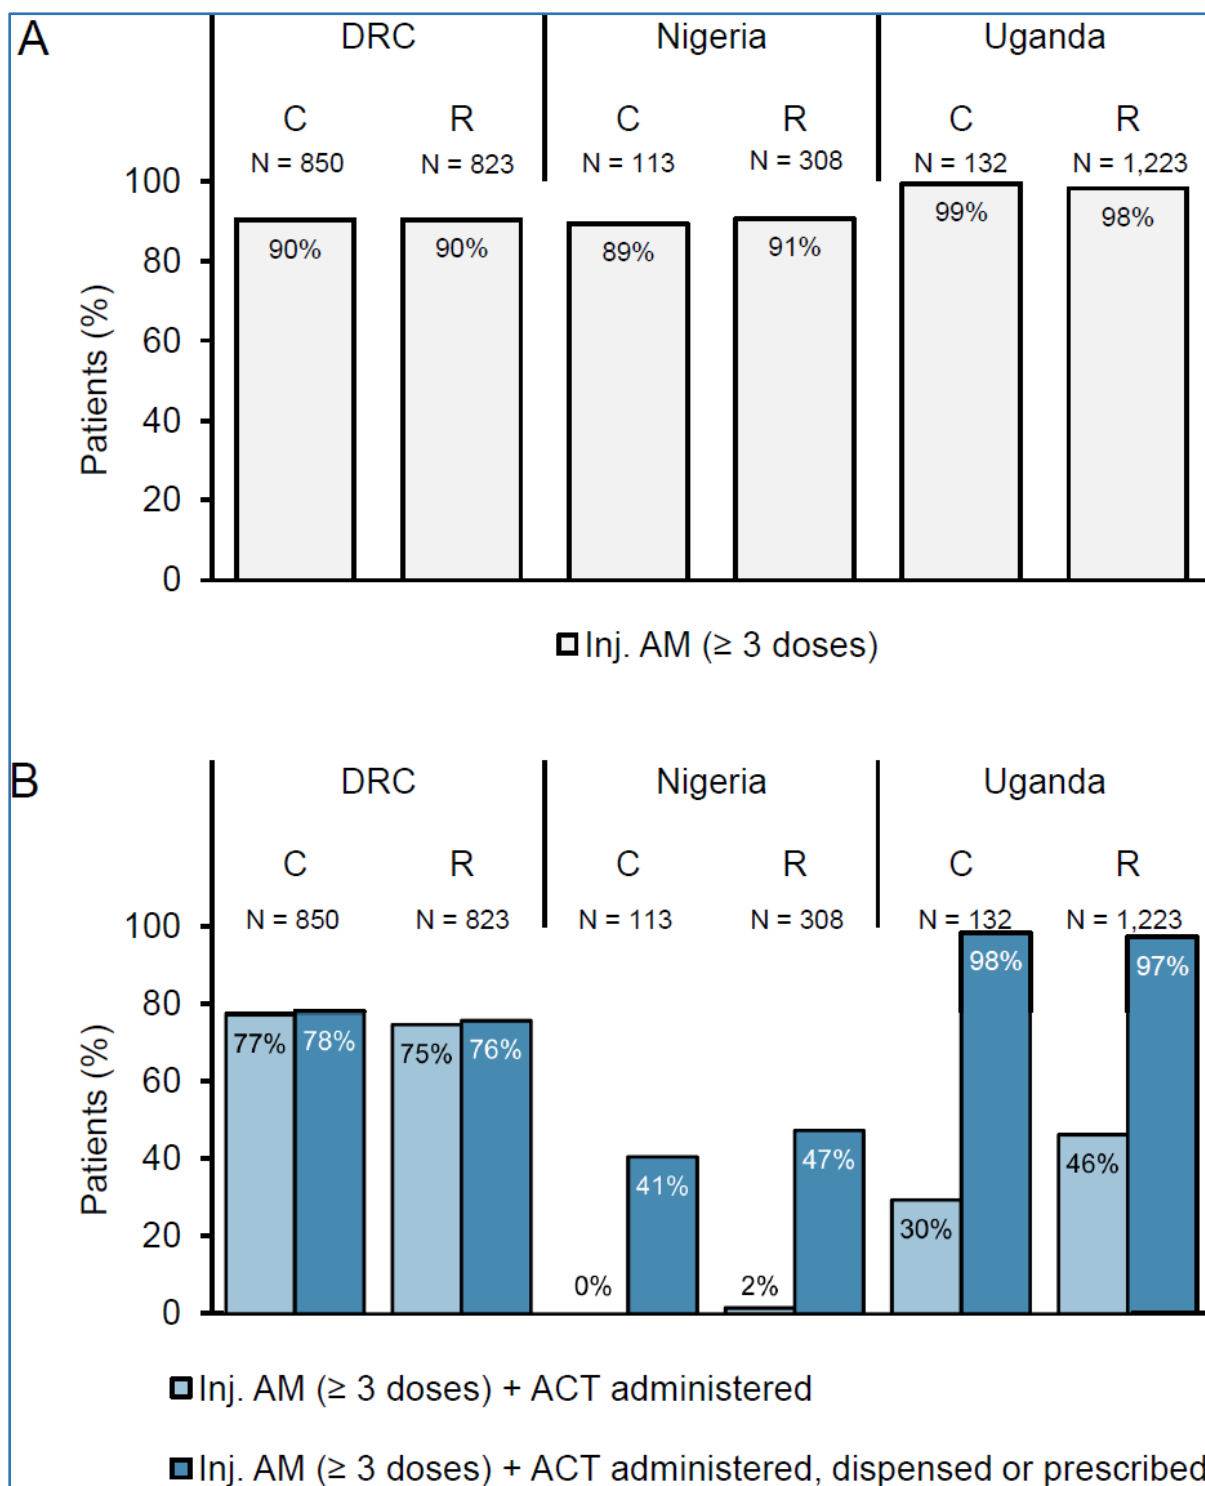 A
DRC Nigeria Uganda
C R C R C R
N = 850 N = 823 N = 113 N = 308 N = 132 N = 1,223
100
80
60
40
20
0
Patients (%)
90% 90% 89% 91% 99% 98%
Inj. AM (≥ 3 doses)
B
DRC Nigeria Uganda
C R C R C R
N = 850 N = 823 N = 113 N = 308 N = 132 N = 1,223
100
80
60
40
20
0
Patients (%)
77% 78% 75% 76% 0% 41% 2% 47% 30% 98% 46% 97%
Inj. AM (≥ 3 doses) + ACT administered
Inj. AM (≥ 3 doses) + ACT administered, dispensed or prescribed